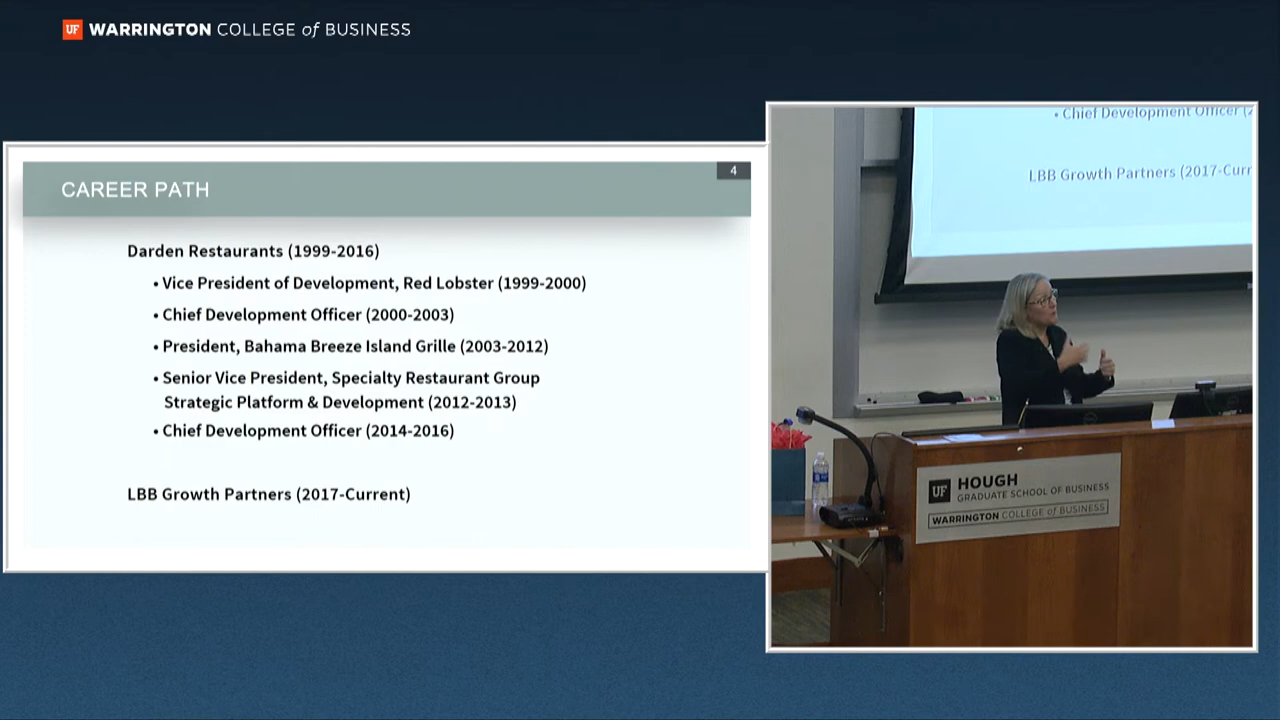 UF WARRINGTON COLLEGE of BUSINESS
4
CAREER PATH
Darden Restaurants (1999-2016)
• Vice President of Development, Red Lobster (1999-2000)
• Chief Development Officer (2000-2003)
• President, Bahama Breeze Island Grille (2003-2012)
• Senior Vice President, Specialty Restaurant Group
Strategic Platform & Development (2012-2013)
• Chief Development Officer (2014-2016)
LBB Growth Partners (2017-Current)
• Chief Development Officer (2
LBB Growth Partners (2017-Curr
UF HOUGH
GRADUATE SCHOOL OF BUSINESS
WARRINGTON COLLEGE of BUSINESS